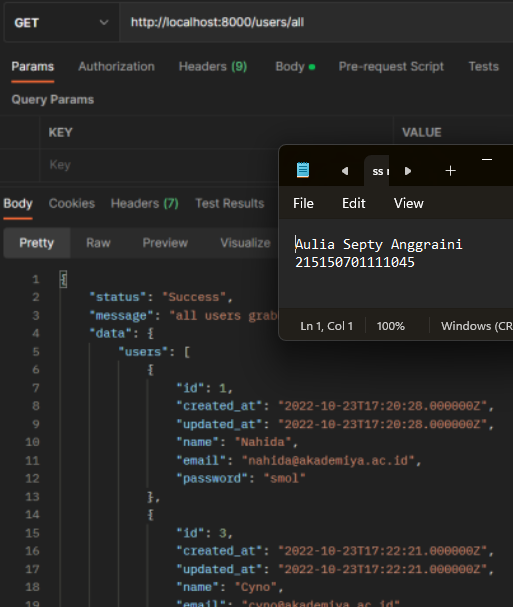 GET http://localhost:8000/users/all
Params Authorization Headers (9) Body Pre-request Script Tests
Query Params
KEY VALUE
Key
Body Cookies Headers (7) Test Results
Pretty Raw Preview Visualize
ss
File Edit View
Aulia Septy Anggraini
215150701111045
Ln 1, Col 1 100% Windows (CR
1 {
2 "status": "Success",
3 "message": "all users grab
4 "data": {
5 "users": [
6 {
7 "id": 1,
8 "created_at": "2022-10-23T17:20:28.000000Z",
9 "updated_at": "2022-10-23T17:20:28.000000Z",
10 "name": "Nahida",
11 "email": "nahida@akademiya.ac.id",
12 "password": "smol"
13 },
14 {
15 "id": 3,
16 "created_at": "2022-10-23T17:22:21.000000Z",
17 "updated_at": "2022-10-23T17:22:21.000000Z",
18 "name": "Cyno",
19 "email": "cyno@akademiya.ac.id"